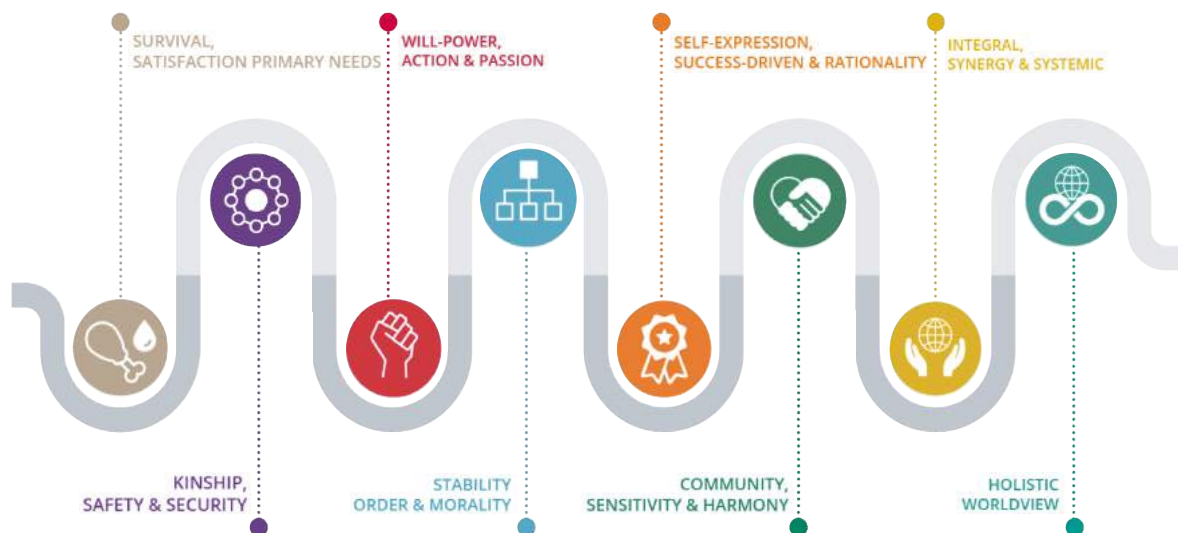 SURVIVAL,
SATISFACTION PRIMARY NEEDS
WILL-POWER,
ACTION & PASSION
SELF-EXPRESSION,
SUCCESS-DRIVEN & RATIONALITY
INTEGRAL,
SYNERGY & SYSTEMIC
KINSHIP,
SAFETY & SECURITY
STABILITY
ORDER & MORALITY
COMMUNITY,
SENSITIVITY & HARMONY
HOLISTIC
WORLDVIEW